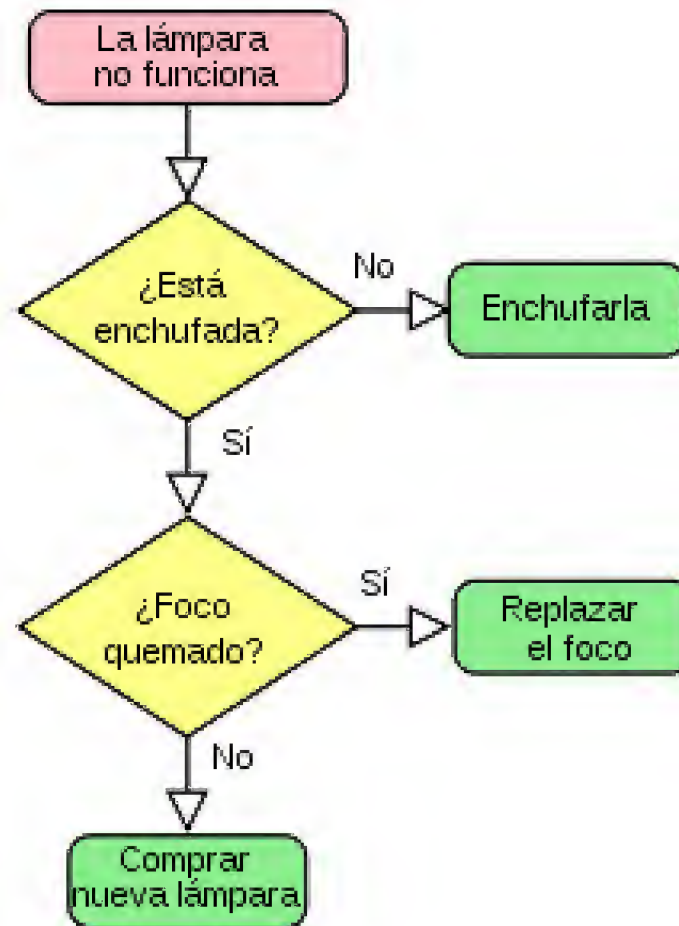 La lámpara
no funciona
¿Está
enchufada?
No
Enchufarla
Sí
¿Foco
quemado?
Sí
Replazar
el foco
No
Comprar
nueva lámpara